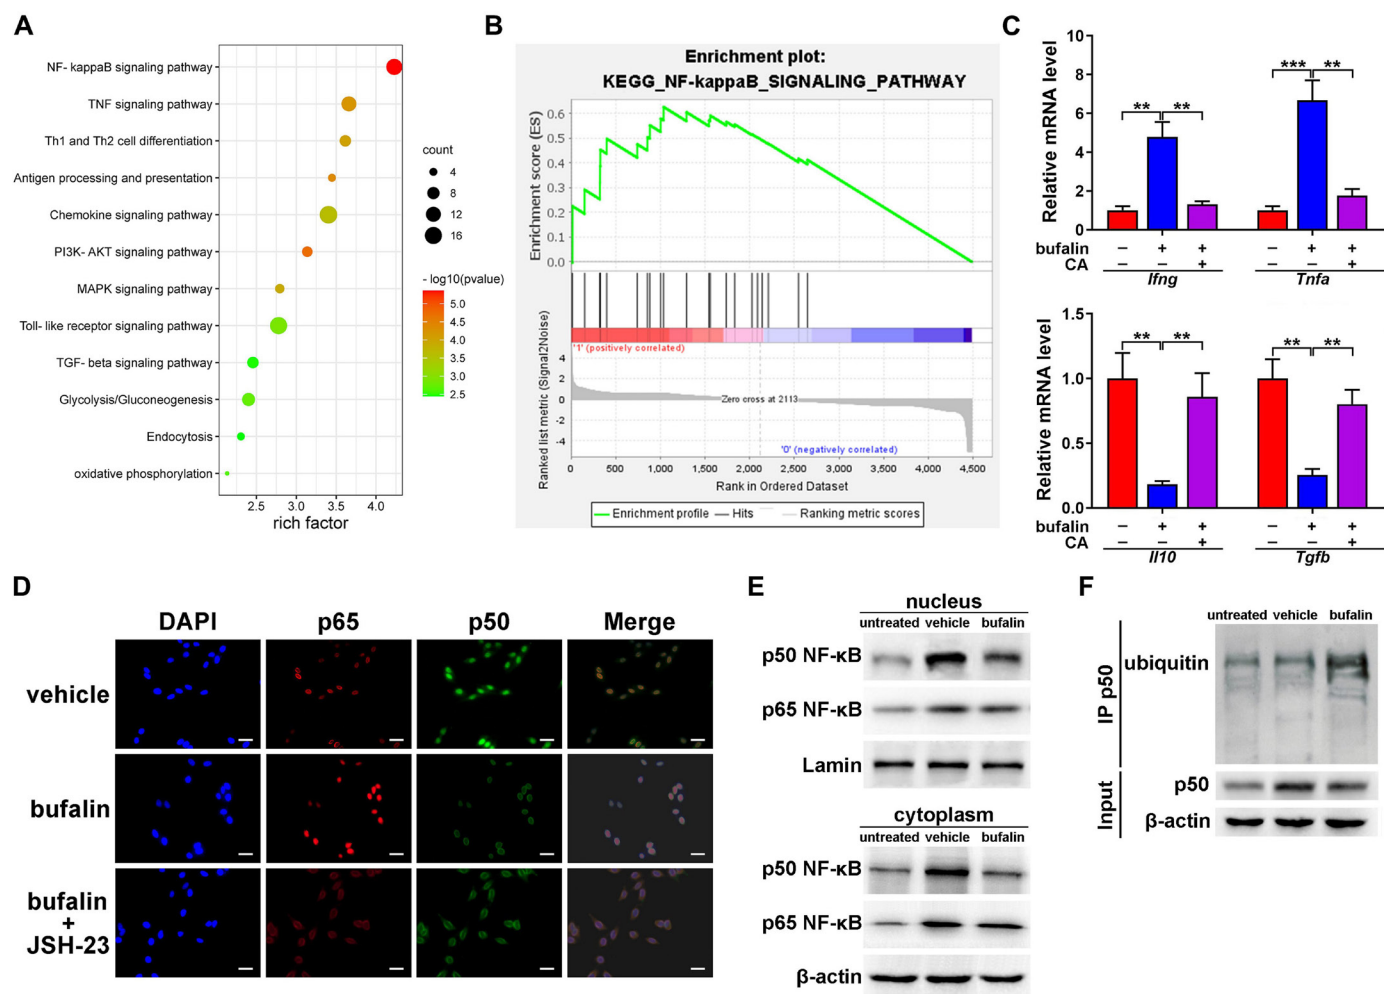 A
NF- kappaB signaling pathway
TNF signaling pathway
Th1 and Th2 cell differentiation
Antigen processing and presentation
Chemokine signaling pathway
PI3K- AKT signaling pathway
MAPK signaling pathway
Toll- like receptor signaling pathway
TGF- beta signaling pathway
Glycolysis/Gluconeogenesis
Endocytosis
oxidative phosphorylation
2.5 3.0 3.5 4.0
rich factor
count
4
8
12
16
- log10(pvalue)
5.0
4.5
4.0
3.5
3.0
2.5
B
Enrichment plot:
KEGG_NF-kappaB_SIGNALING_PATHWAY
Enrichment score (ES)
0.6
0.5
0.4
0.3
0.2
0.1
0.0
'1' (positively correlated)
Ranked list metric (Signal2Noise)
4
2
0
-2
-4
Zero cross at 2113
'0' (negatively correlated)
0 500 1,000 1,500 2,000 2,500 3,000 3,500 4,000 4,500
Rank in Ordered Dataset
Enrichment profile Hits Ranking metric scores
C
Relative mRNA level
10
8
6
4
2
0
** ** *** **
bufalin − + + − + +
CA − − + − − +
Ifng Tnfa
Relative mRNA level
1.5
1.0
0.5
0.0
** ** ** **
bufalin − + + − + +
CA − − + − − +
Il10 Tgfb
D
DAPI p65 p50 Merge
vehicle
bufalin
bufalin
+
JSH-23
E
nucleus
untreated vehicle bufalin
p50 NF-κB
p65 NF-κB
Lamin
cytoplasm
untreated vehicle bufalin
p50 NF-κB
p65 NF-κB
β-actin
F
untreated vehicle bufalin
IP p50
ubiquitin
Input
p50
β-actin